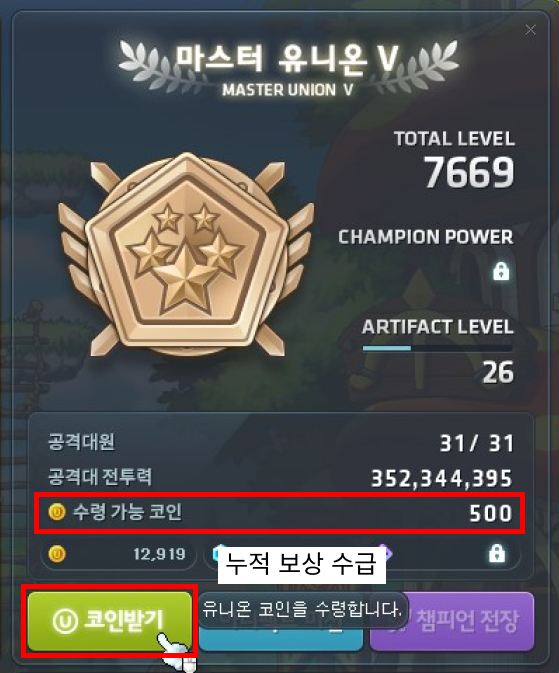 마스터 유니온 V
MASTER UNION V
TOTAL LEVEL
7669
CHAMPION POWER
ARTIFACT LEVEL
26
공격대원 31/ 31
공격대 전투력 352,344,395
수령 가능 코인 500
12,919
누적 보상 수급
유니온 코인을 수령합니다.
코인받기
챔피언 전장